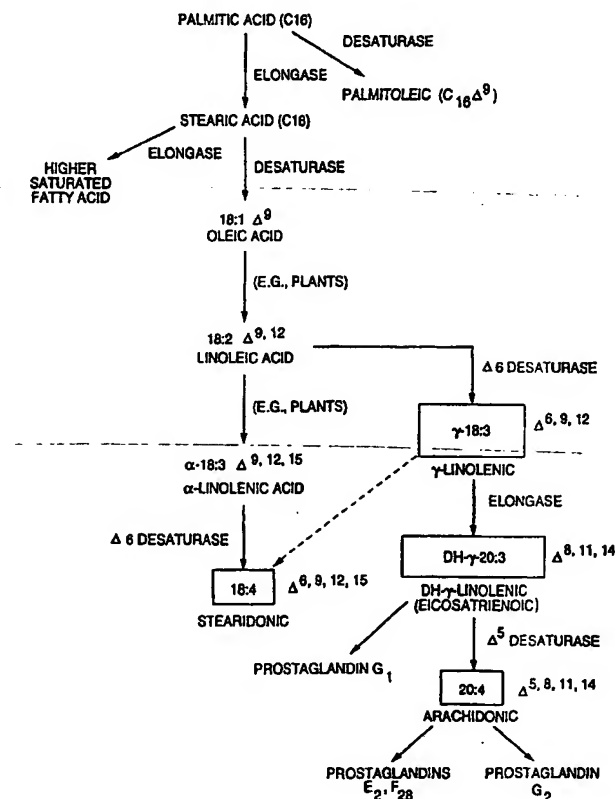 PALMITIC ACID (C16)
DESATURASE
ELONGASE
PALMITOLEIC (C16Δ9)
STEARIC ACID (C16)
ELONGASE
DESATURASE
HIGHER
SATURATED
FATTY ACID
18:1 Δ9
OLEIC ACID
(E.G., PLANTS)
18:2 Δ9, 12
LINOLEIC ACID
Δ 6 DESATURASE
(E.G., PLANTS)
γ-18:3 Δ6, 9, 12
γ-LINOLENIC
α-18:3 Δ9, 12, 15
α-LINOLENIC ACID
ELONGASE
Δ 6 DESATURASE
DH-γ-20:3 Δ8, 11, 14
DH-γ-LINOLENIC
(EICOSATRIENOIC)
18:4 Δ6, 9, 12, 15
STEARIDONIC
Δ5 DESATURASE
PROSTAGLANDIN G1
20:4 Δ5, 8, 11, 14
ARACHIDONIC
PROSTAGLANDINS
E2, F28
PROSTAGLANDIN
G2